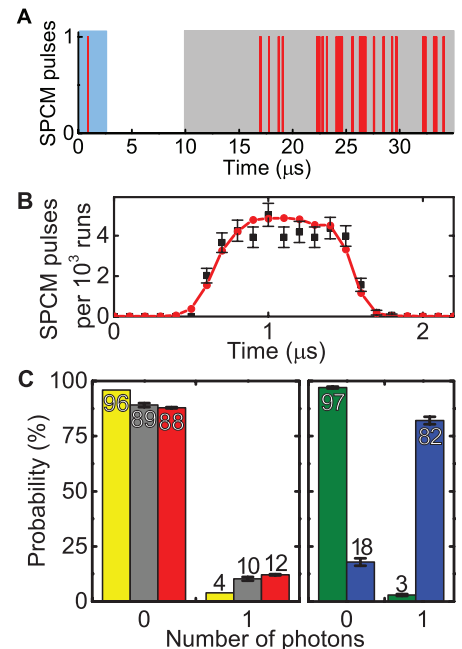 A
SPCM pulses
1
0
0 5 10 15 20 25 30
Time (μs)
B
SPCM pulses
per 10³ runs
4
2
0
0 1 2
Time (μs)
C
Probability (%)
100
75
50
25
0
96 89 88
4 10 12
97 18
3 82
0 1 0 1
Number of photons